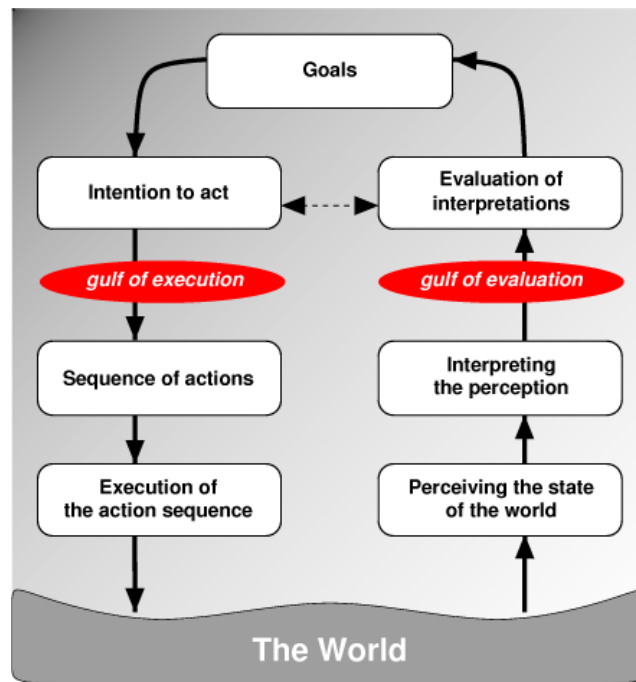 Goals
Intention to act
Evaluation of
interpretations
gulf of execution
gulf of evaluation
Sequence of actions
Interpreting
the perception
Execution of
the action sequence
Perceiving the state
of the world
The World